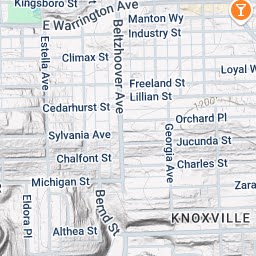 Kingsboro St
E Warrington Ave
Manton Wy
Industry St
Estella Ave
Beltzhoover Ave
Climax St
Loyal W
Freeland St
Lillian St
1200
Cedarhurst St
Orchard Pl
Sylvania Ave
Georgia Ave
Jucunda St
Chalfont St
Charles St
Michigan St
Zara
Eldora Pl
Bernd St
KNOXVILLE
Althea St